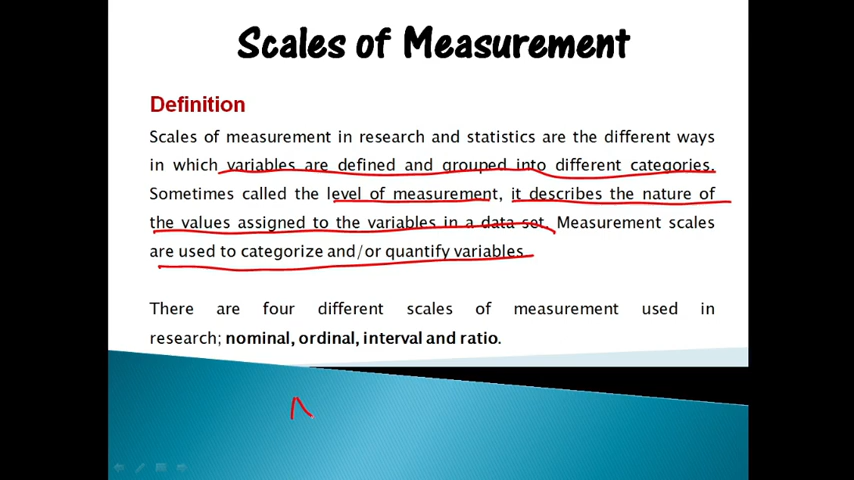 Scales of Measurement
Definition
Scales of measurement in research and statistics are the different ways
in which variables are defined and grouped into different categories.
Sometimes called the level of measurement, it describes the nature of
the values assigned to the variables in a data set. Measurement scales
are used to categorize and/or quantify variables.
There are four different scales of measurement used in
research; nominal, ordinal, interval and ratio.